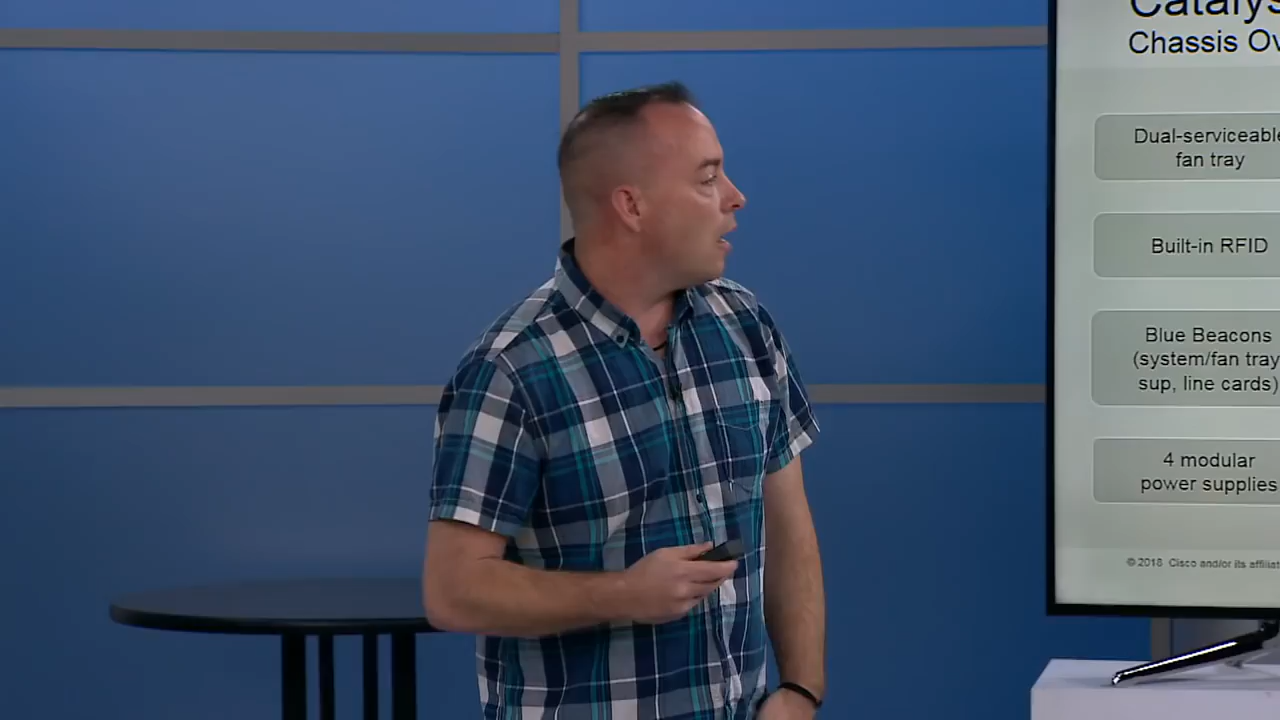 Catalys
Chassis Ov
Dual-serviceable
fan tray
Built-in RFID
Blue Beacons
(system/fan tray
sup, line cards)
4 modular
power supplies
© 2018 Cisco and/or its affiliat